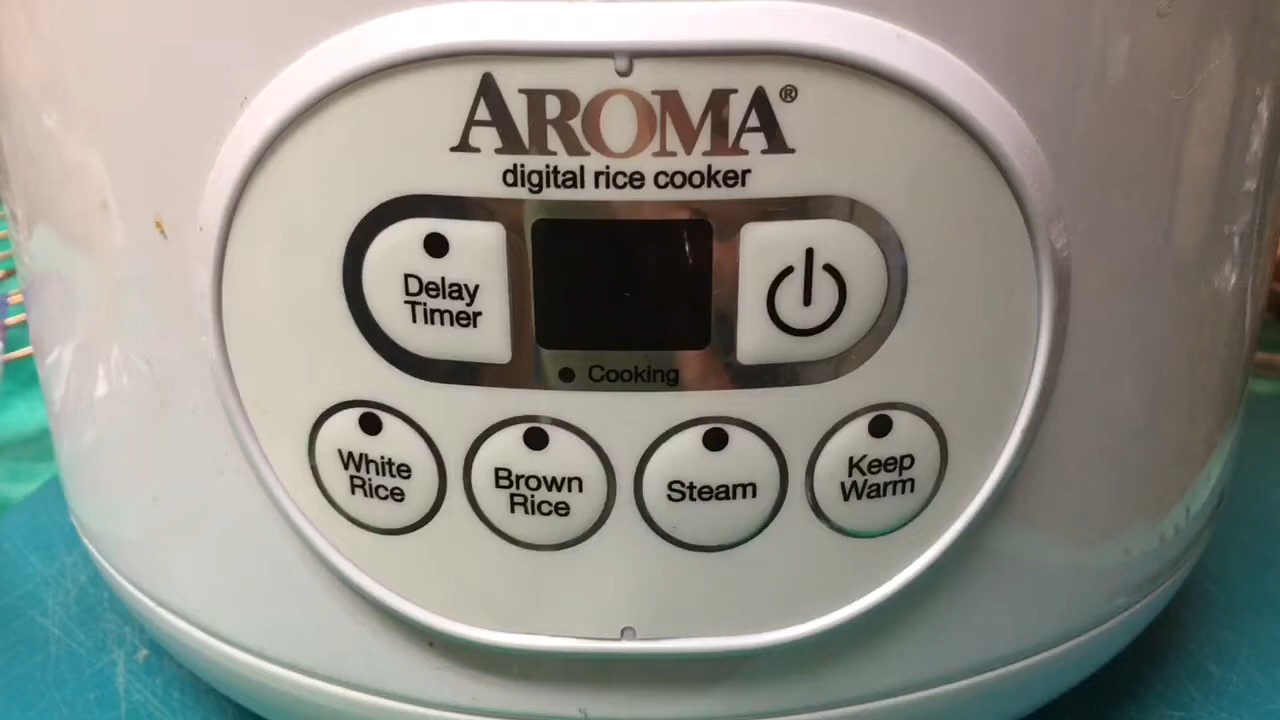 AROMA®
digital rice cooker
Delay
Timer
Cooking
White
Rice
Brown
Rice
Steam
Keep
Warm